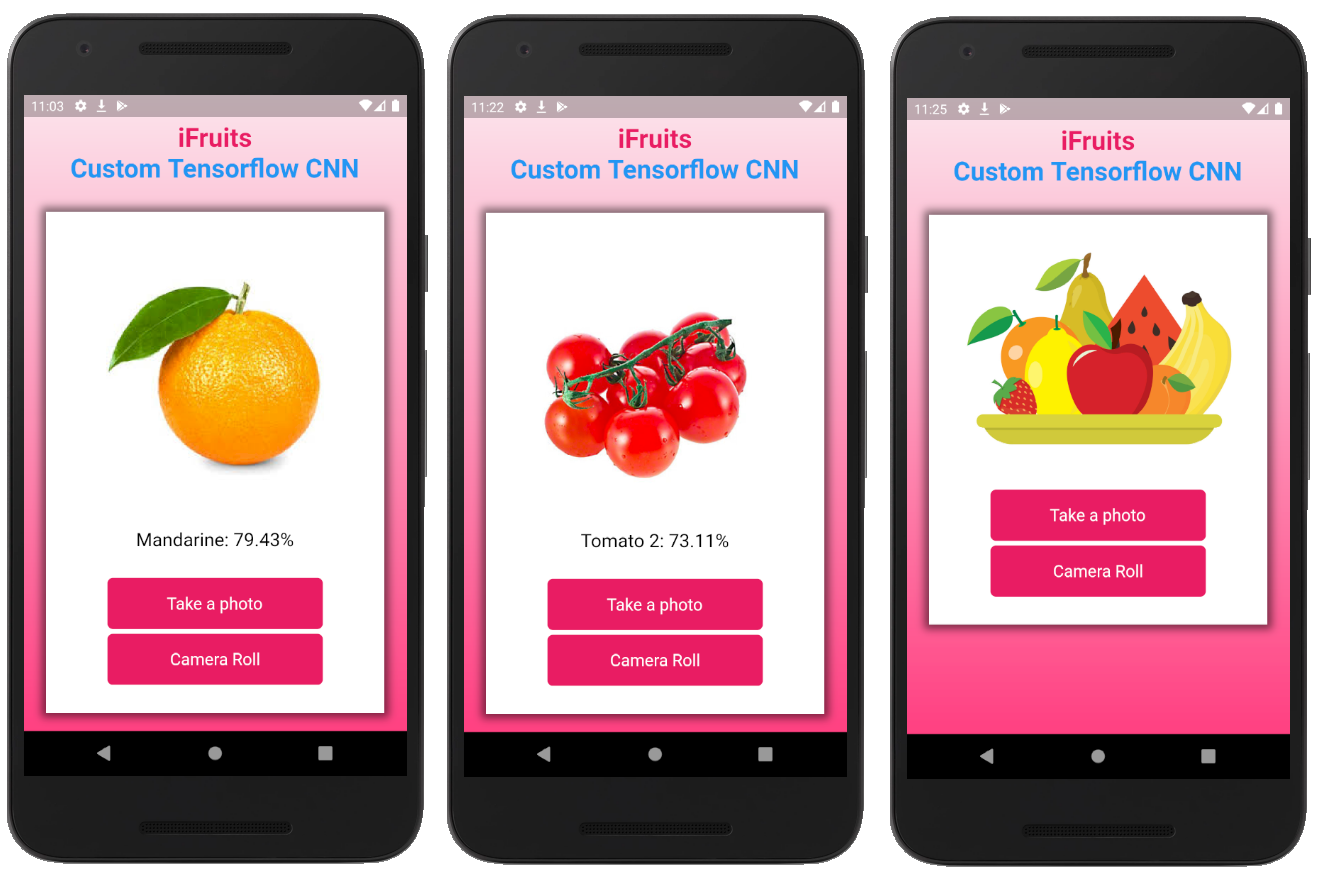 11:03
iFruits
Custom Tensorflow CNN
Mandarine: 79.43%
Take a photo
Camera Roll
11:22
iFruits
Custom Tensorflow CNN
Tomato 2: 73.11%
Take a photo
Camera Roll
11:25
iFruits
Custom Tensorflow CNN
Take a photo
Camera Roll